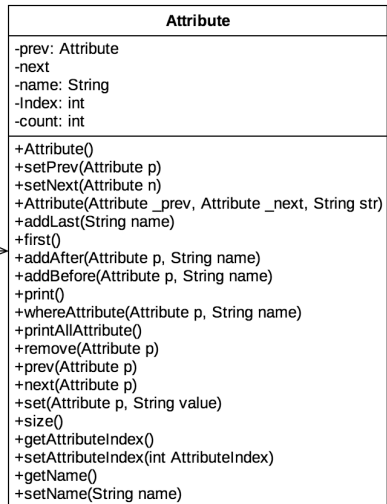 Attribute
-prev: Attribute
-next
-name: String
-Index: int
-count: int
+Attribute()
+setPrev(Attribute p)
+setNext(Attribute n)
+Attribute(Attribute _prev, Attribute _next, String str)
+addLast(String name)
+first()
+addAfter(Attribute p, String name)
+addBefore(Attribute p, String name)
+print()
+whereAttribute(Attribute p, String name)
+printAllAttribute()
+remove(Attribute p)
+prev(Attribute p)
+next(Attribute p)
+set(Attribute p, String value)
+size()
+getAttributeIndex()
+setAttributeIndex(int AttributeIndex)
+getName()
+setName(String name)